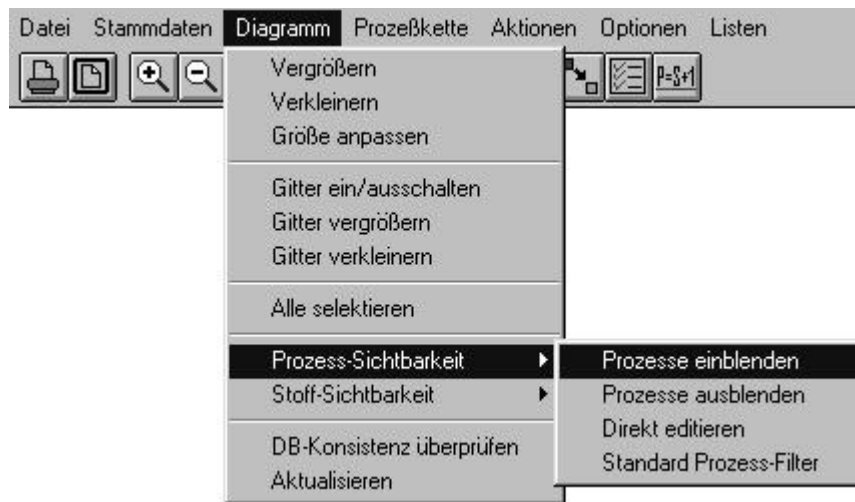 Datei Stammdaten Diagramm Prozeßkette Aktionen Optionen Listen
P=S+1
Vergrößern
Verkleinern
Größe anpassen
Gitter ein/ausschalten
Gitter vergrößern
Gitter verkleinern
Alle selektieren
Prozess-Sichtbarkeit
Stoff-Sichtbarkeit
DB-Konsistenz überprüfen
Aktualisieren
Prozesse einblenden
Prozesse ausblenden
Direkt editieren
Standard Prozess-Filter